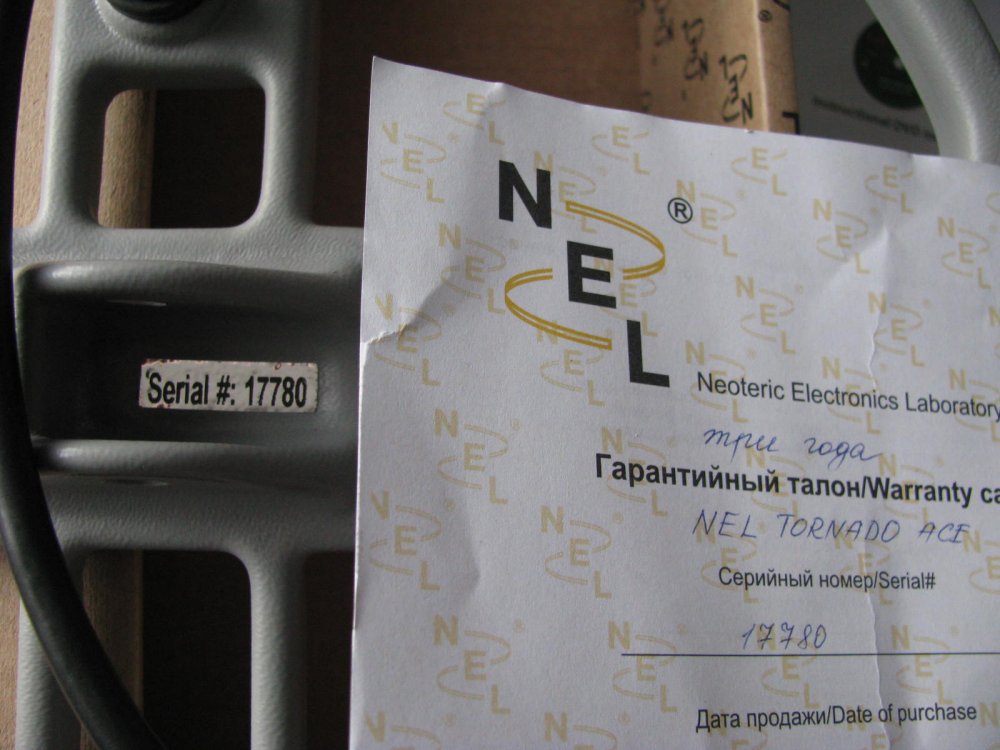 Serial #: 17780
NEL
®
Neoteric Electronics Laboratory
три года
Гарантийный талон/Warranty ca
NEL TORNADO ACE
Серийный номер/Serial#
17780
Дата продажи/Date of purchase